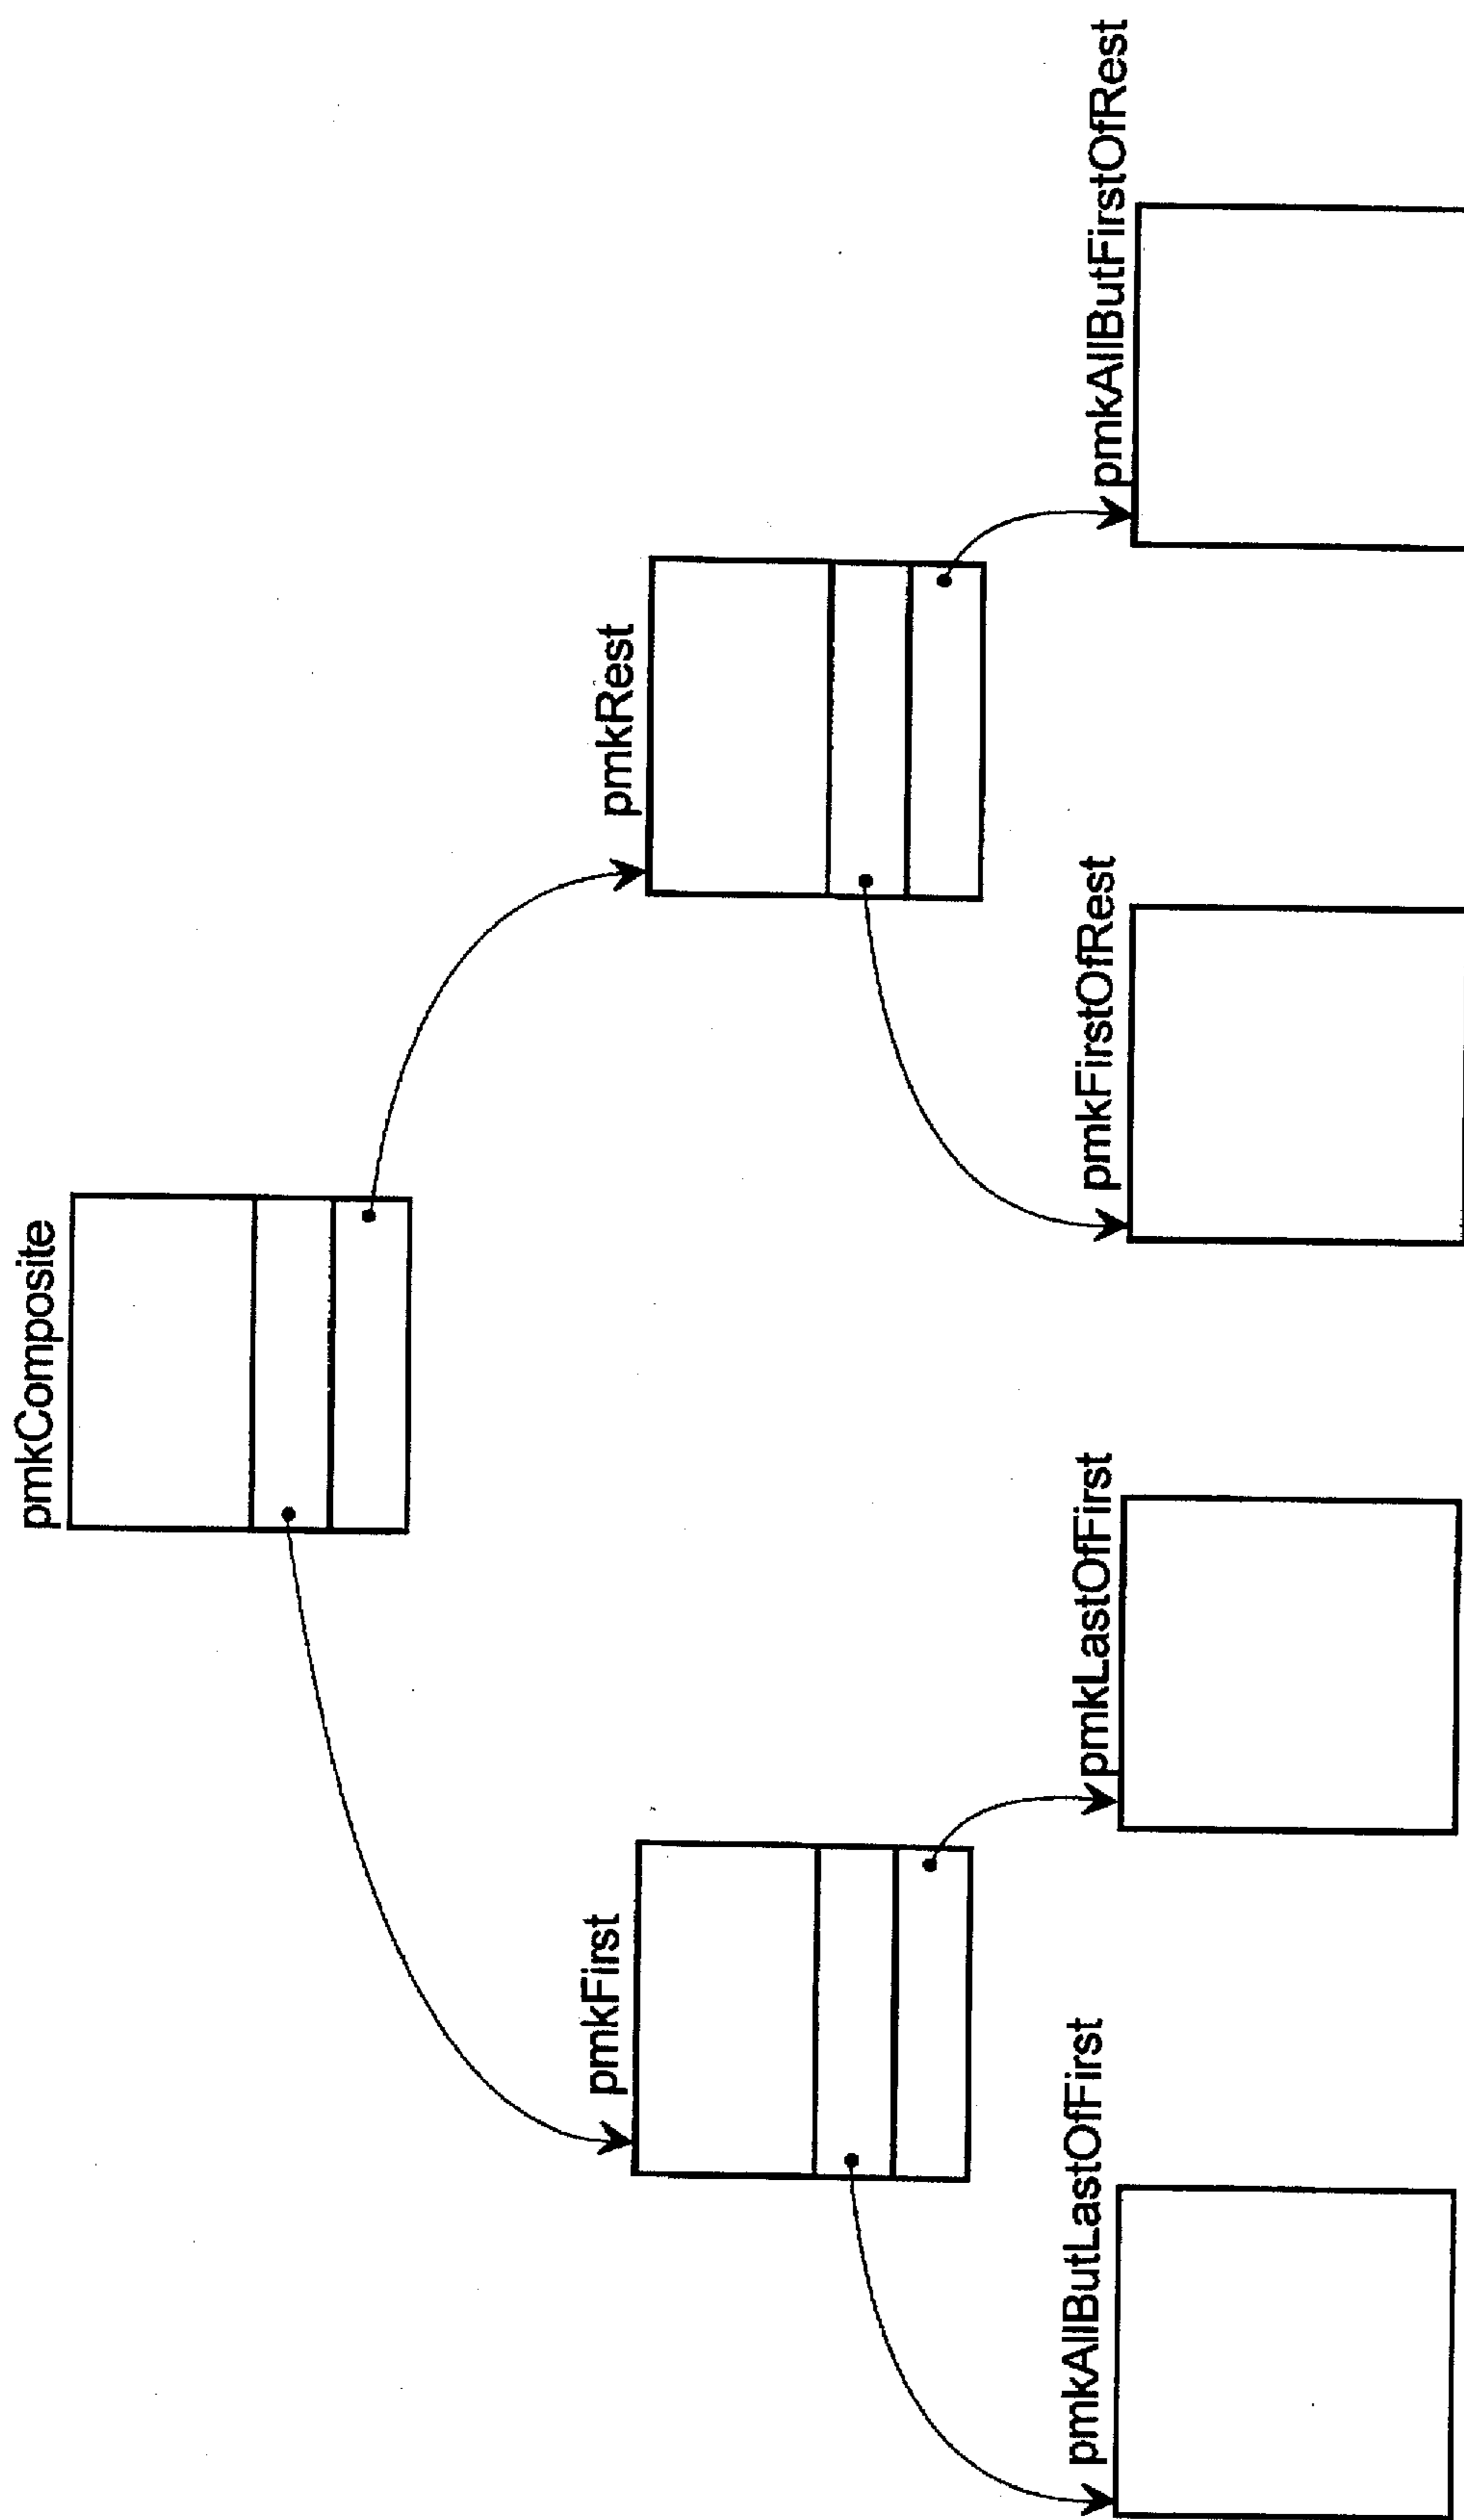 pmkComposite
pmkFirst
pmkRest
pmkAllButLastOfFirst
pmkLastOfFirst
pmkFirstOfRest
pmkAllButFirstOfRest